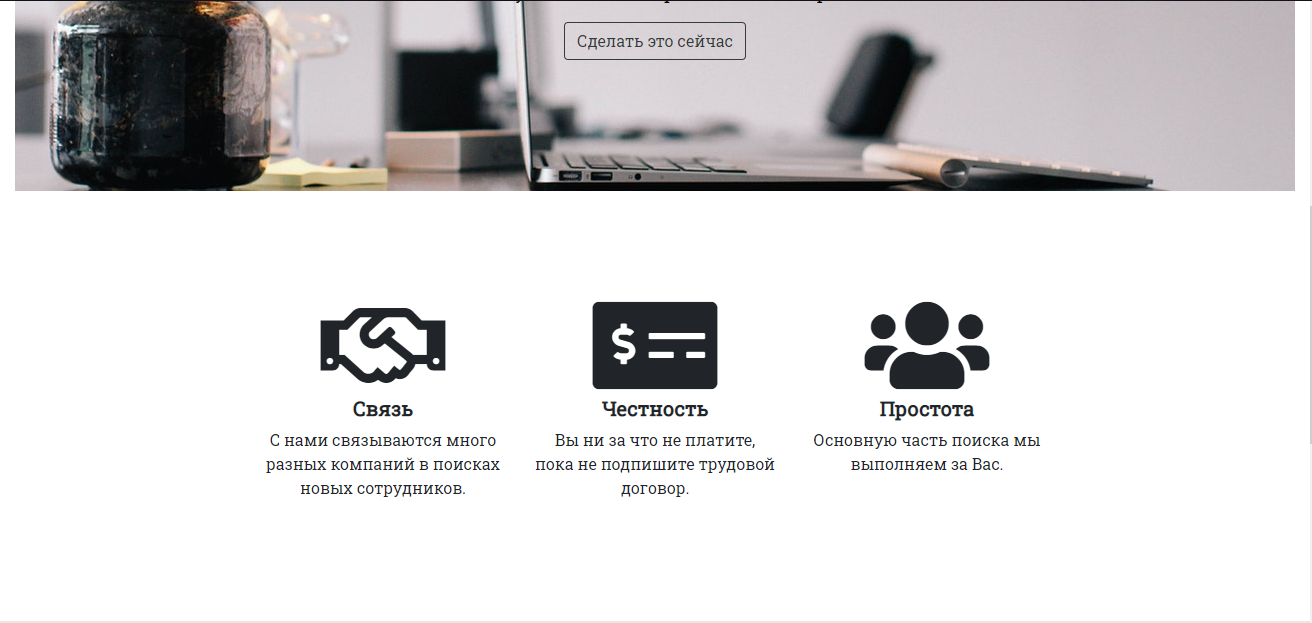 Сделать это сейчас
$
Связь
Честность
Простота
С нами связываются много
разных компаний в поисках
новых сотрудников.
Вы ни за что не платите,
пока не подпишите трудовой
договор.
Основную часть поиска мы
выполняем за Вас.